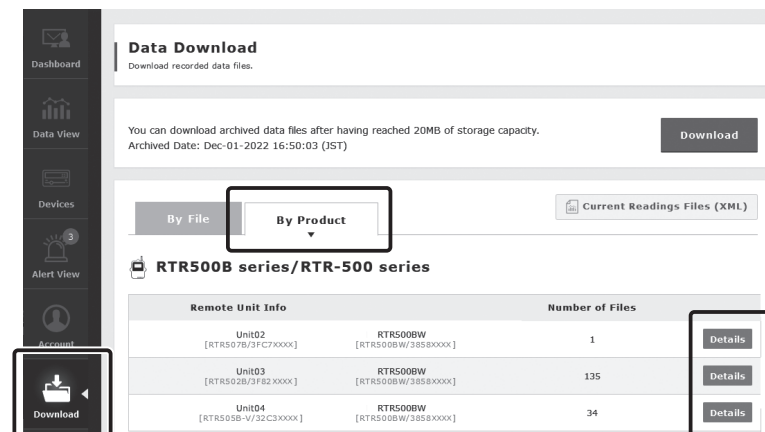 Dashboard
Data View
Devices
3
Alert View
Account
Download
Data Download
Download recorded data files.
You can download archived data files after having reached 20MB of storage capacity.
Archived Date: Dec-01-2022 16:50:03 (JST)
Download
By File
By Product
Current Readings Files (XML)
RTR500B series/RTR-500 series
Remote Unit Info Number of Files
Unit02 RTR500BW 1 Details
[RTR507B/3FC7XXXX] [RTR500BW/3858XXXX]
Unit03 RTR500BW 135 Details
[RTR502B/3F82XXXX] [RTR500BW/3858XXXX]
Unit04 RTR500BW 34 Details
[RTR505B-V/32C3XXXX] [RTR500BW/3858XXXX]